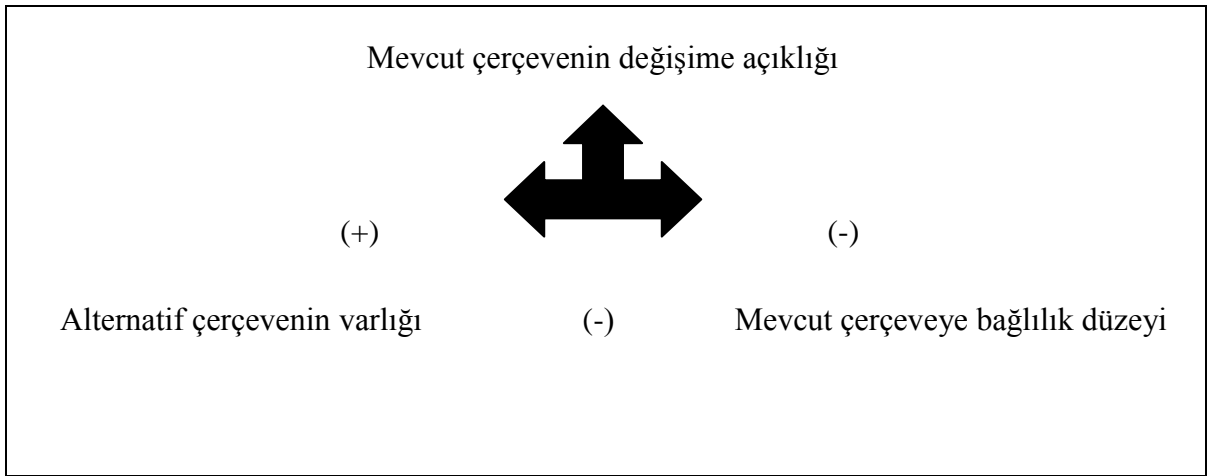 Mevcut çerçevenin değişime açıklığı
(+) (-)
Alternatif çerçevenin varlığı (-) Mevcut çerçeveye bağlılık düzeyi